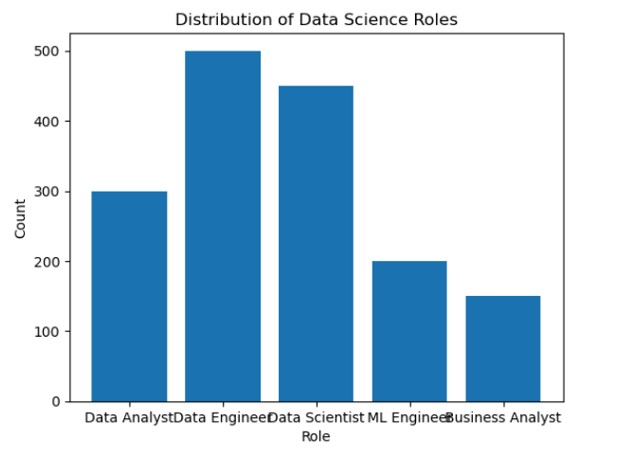 Distribution of Data Science Roles
500
400
300
200
100
0
Count
Data Analyst Data Engineer Data Scientist ML Engineer Business Analyst
Role